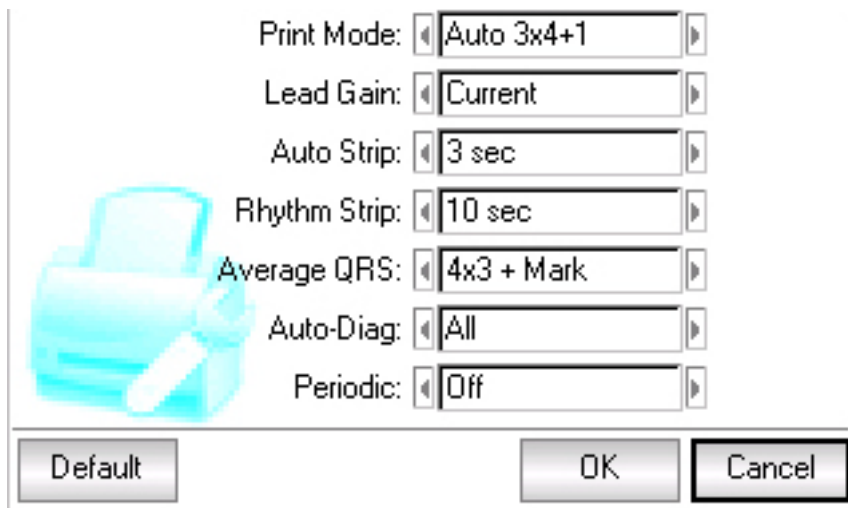 Print Mode: Auto 3x4+1
Lead Gain: Current
Auto Strip: 3 sec
Rhythm Strip: 10 sec
Average QRS: 4x3 + Mark
Auto-Diag: All
Periodic: Off
Default OK Cancel